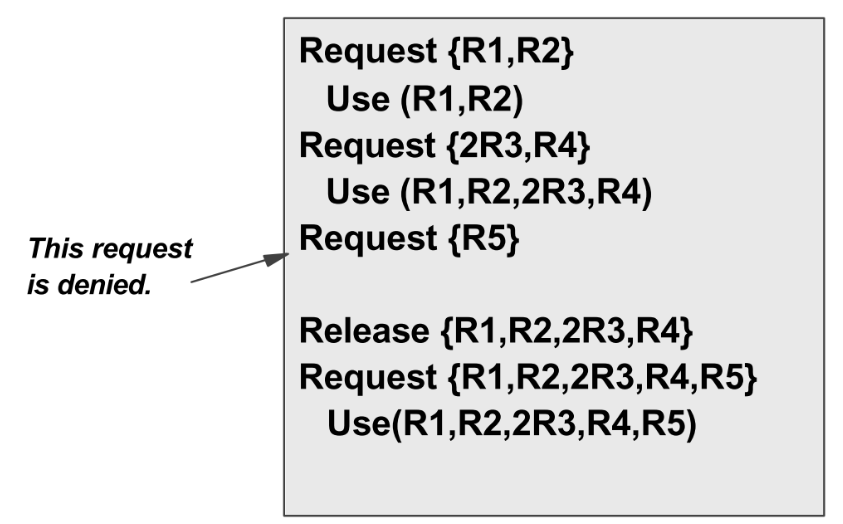 Request {R1,R2}
Use (R1,R2)
Request {2R3,R4}
Use (R1,R2,2R3,R4)
This request
is denied.
Request {R5}
Release {R1,R2,2R3,R4}
Request {R1,R2,2R3,R4,R5}
Use(R1,R2,2R3,R4,R5)